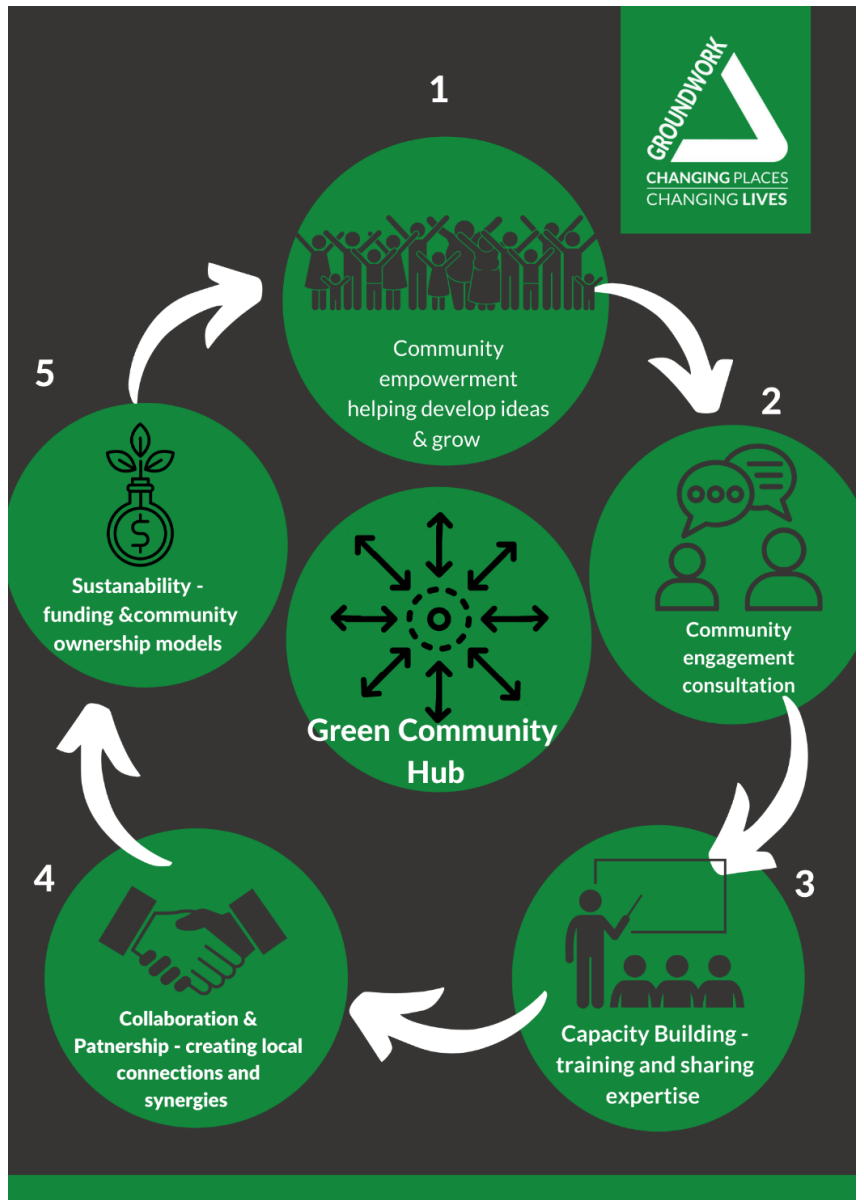 GROUNDWORK
CHANGING PLACES
CHANGING LIVES
1
Community
empowerment
helping develop ideas
& grow
2
Community
engagement
consultation
3
Capacity Building -
training and sharing
expertise
4
Collaboration &
Patnership - creating local
connections and
synergies
5
$
Sustanability -
funding &community
ownership models
Green Community
Hub